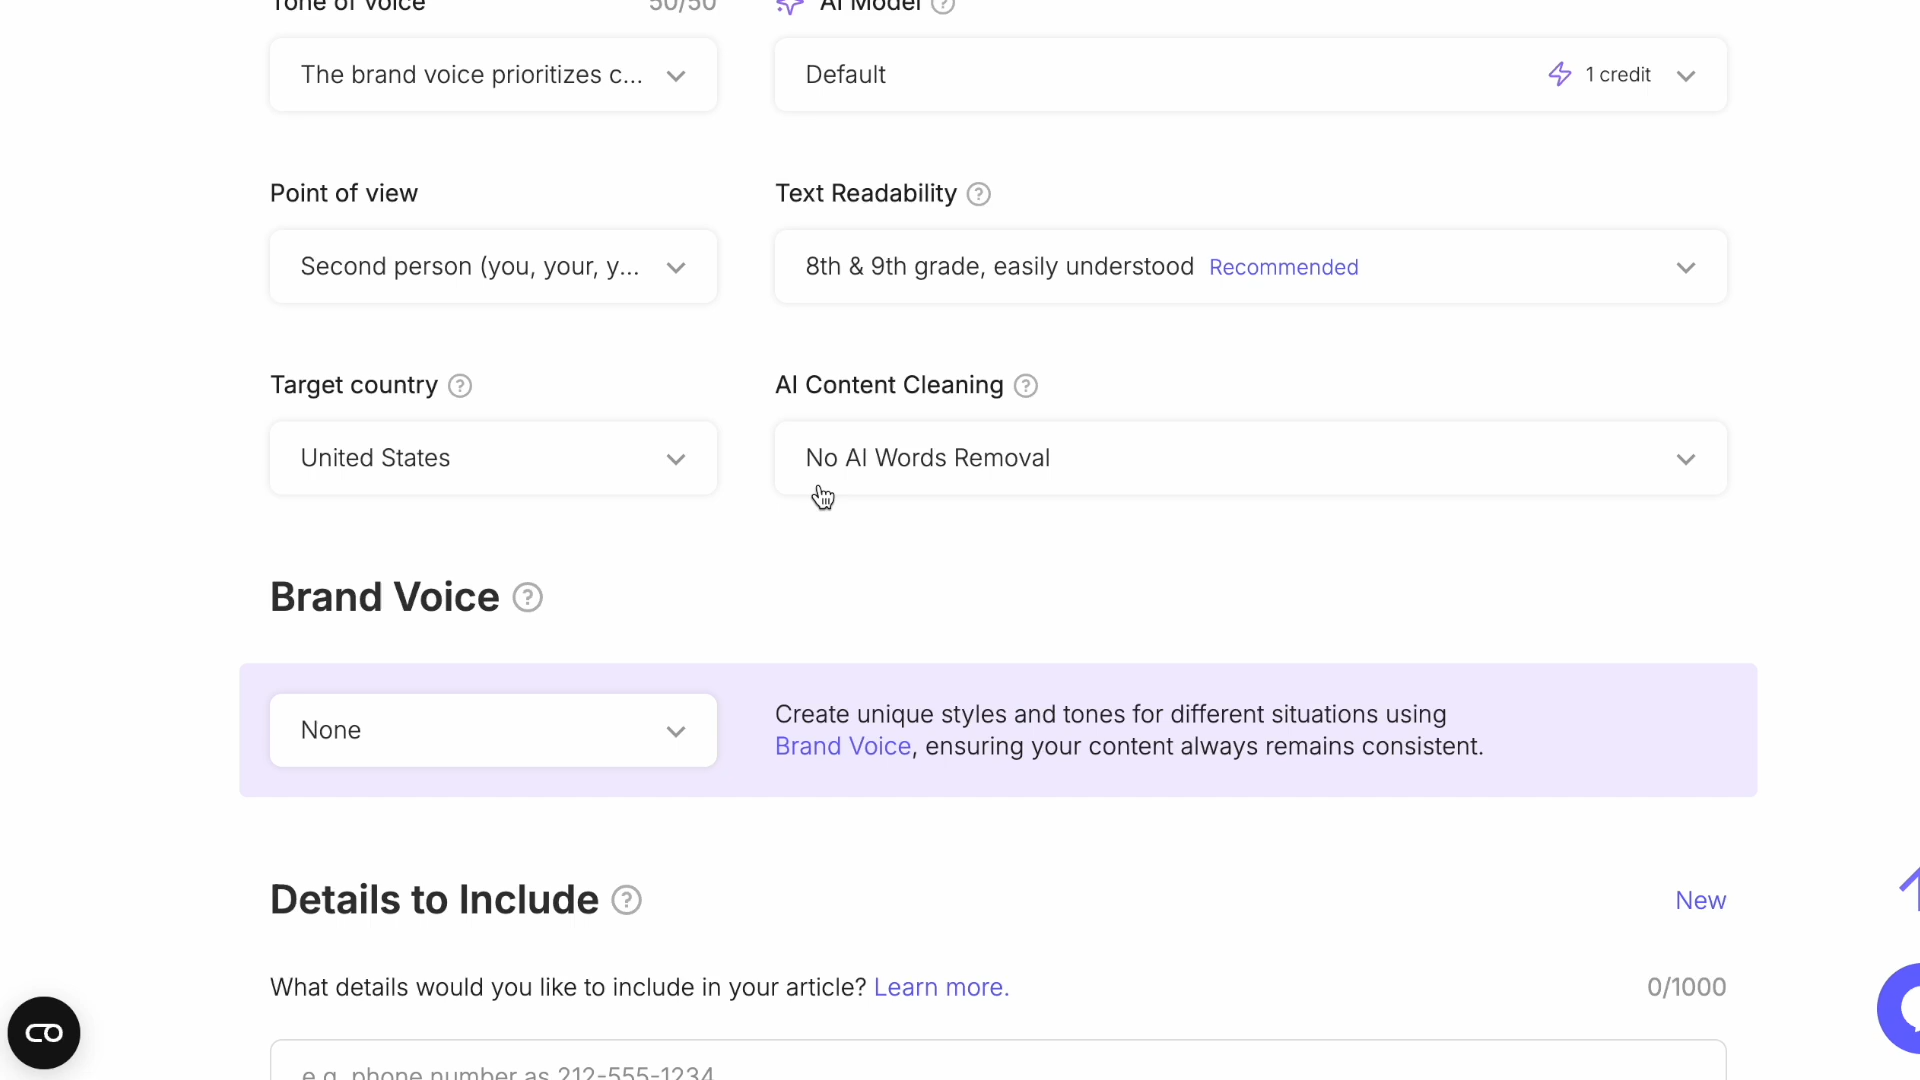 Tone of voice 50/50
AI Model
The brand voice prioritizes c...
Default 1 credit
Point of view
Text Readability
Second person (you, your, y...
8th & 9th grade, easily understood Recommended
Target country
AI Content Cleaning
United States
No AI Words Removal
Brand Voice
None
Create unique styles and tones for different situations using
Brand Voice, ensuring your content always remains consistent.
Details to Include New
What details would you like to include in your article? Learn more. 0/1000
e.g. phone number as 212-555-1234